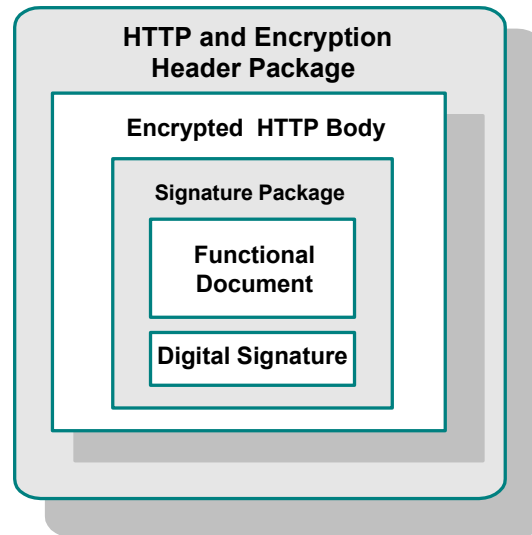 HTTP and Encryption
Header Package
Encrypted HTTP Body
Signature Package
Functional
Document
Digital Signature